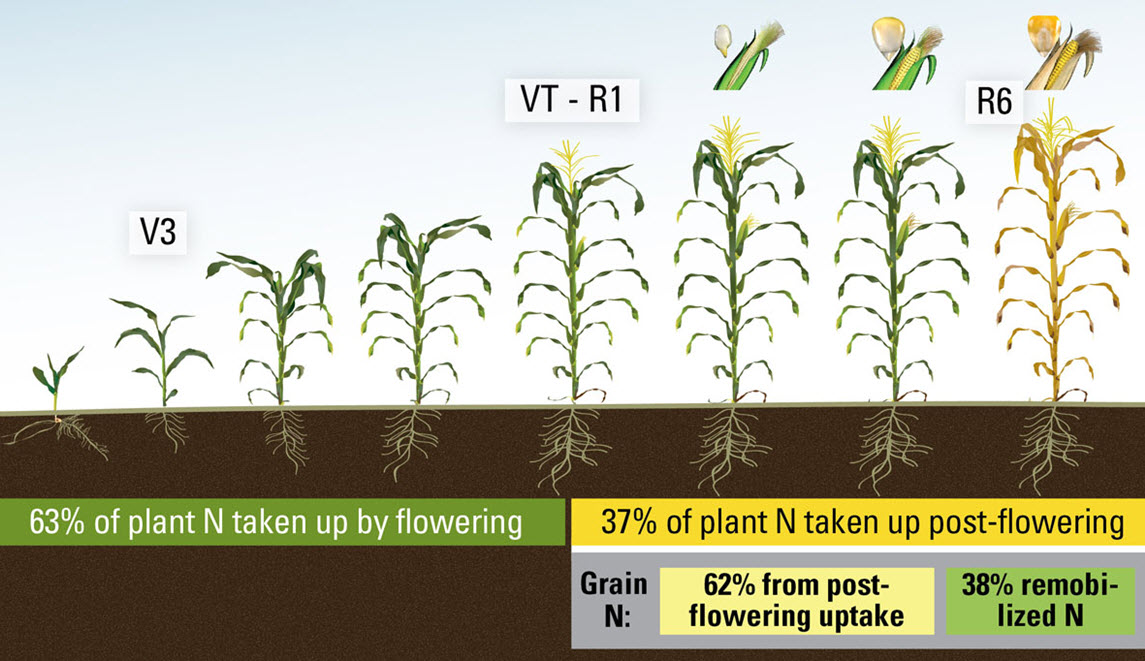 VT - R1
R6
V3
63% of plant N taken up by flowering
37% of plant N taken up post-flowering
Grain
N:
62% from post-
flowering uptake
38% remobi-
lized N